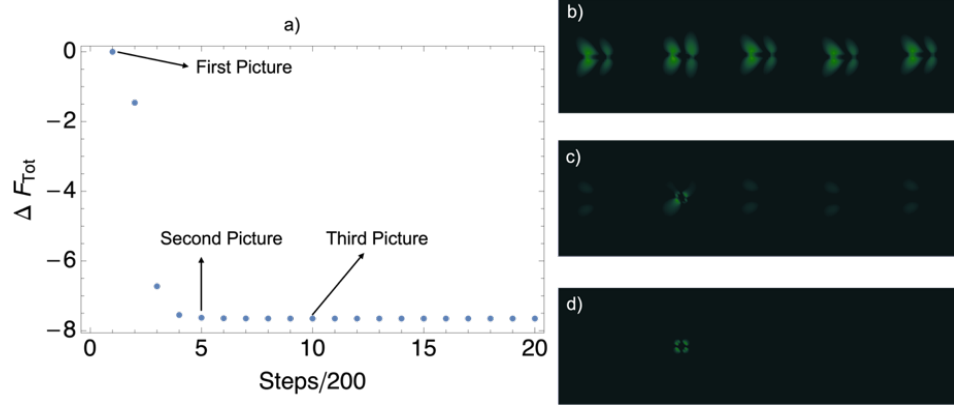 a)
0
First Picture
−2
−4
−6
−8
Δ F_Tot
Second Picture
Third Picture
0 5 10 15 20
Steps/200
b)
c)
d)